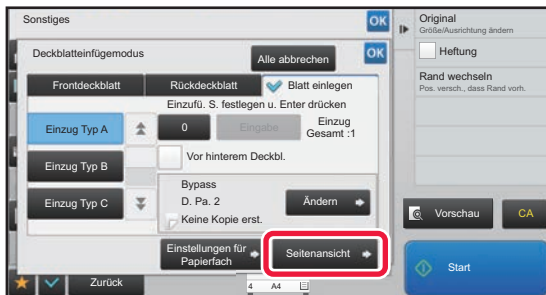 Sonstiges
OK
Deckblatteinfügemodus
Alle abbrechen
OK
Frontdeckblatt
Rückdeckblatt
Blatt einlegen
Einzufü. S. festlegen u. Enter drücken
Einzug Typ A
0
Eingabe
Einzug
Gesamt :1
Einzug Typ B
Vor hinterem Deckbl.
Einzug Typ C
Bypass
D. Pa. 2
Keine Kopie erst.
Ändern
Einstellungen für
Papierfach
Seitenansicht
Zurück
4 A4
Original
Größe/Ausrichtung ändern
Heftung
Rand wechseln
Pos. versch., dass Rand vorh.
Vorschau
CA
Start